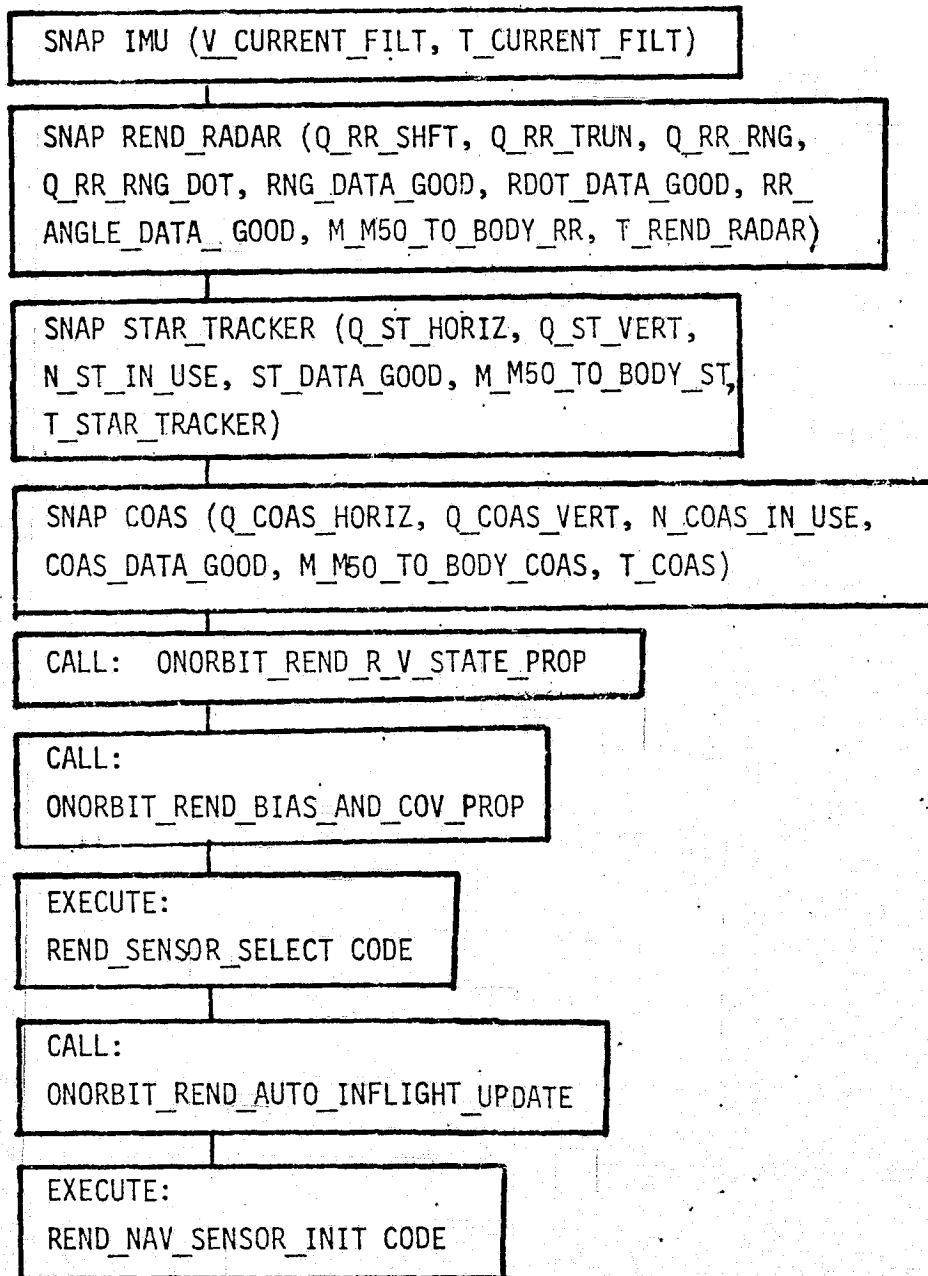 SNAP IMU (V_CURRENT_FILT, T_CURRENT_FILT)
SNAP REND_RADAR (Q_RR_SHFT, Q_RR_TRUN, Q_RR_RNG,
Q_RR_RNG_DOT, RNG_DATA_GOOD, RDOT_DATA_GOOD, RR_
ANGLE_DATA_ GOOD, M_M50_TO_BODY_RR, T_REND_RADAR)
SNAP STAR_TRACKER (Q_ST_HORIZ, Q_ST_VERT,
N_ST_IN_USE, ST_DATA_GOOD, M_M50_TO_BODY_ST,
T_STAR_TRACKER)
SNAP COAS (Q_COAS_HORIZ, Q_COAS_VERT, N_COAS_IN_USE,
COAS_DATA_GOOD, M_M50_TO_BODY_COAS, T_COAS)
CALL: ONORBIT_REND_R_V_STATE_PROP
CALL:
ONORBIT_REND_BIAS_AND_COV_PROP
EXECUTE:
REND_SENSOR_SELECT CODE
CALL:
ONORBIT_REND_AUTO_INFLIGHT_UPDATE
EXECUTE:
REND_NAV_SENSOR_INIT CODE